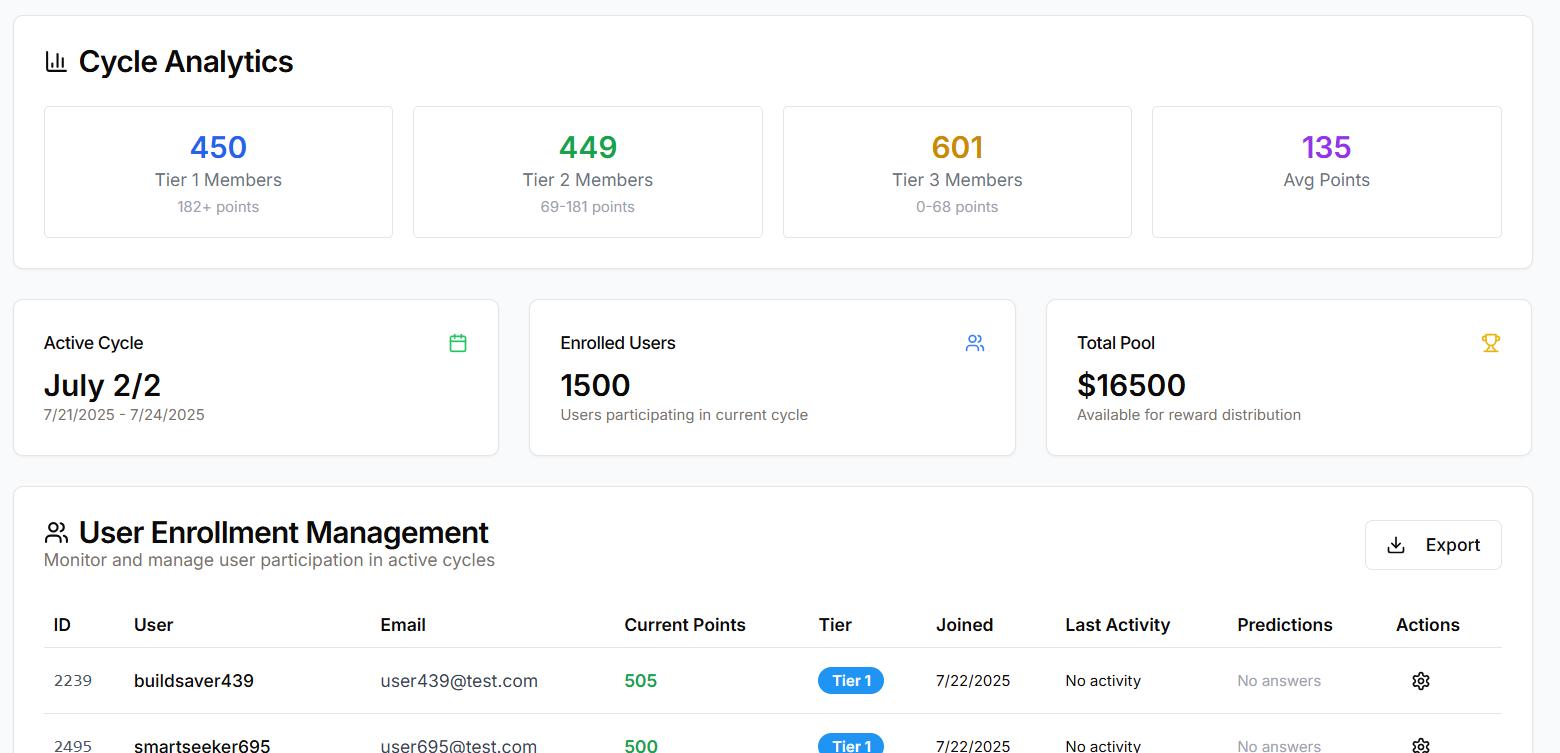 Cycle Analytics
450
Tier 1 Members
182+ points
449
Tier 2 Members
69-181 points
601
Tier 3 Members
0-68 points
135
Avg Points
Active Cycle
July 2/2
7/21/2025 - 7/24/2025
Enrolled Users
1500
Users participating in current cycle
Total Pool
$16500
Available for reward distribution
User Enrollment Management
Monitor and manage user participation in active cycles
Export
ID User Email Current Points Tier Joined Last Activity Predictions Actions
2239 buildsaver439 user439@test.com 505 Tier 1 7/22/2025 No activity No answers
2495 smartseeker695 user695@test.com 500 Tier 1 7/22/2025 No activity No answers